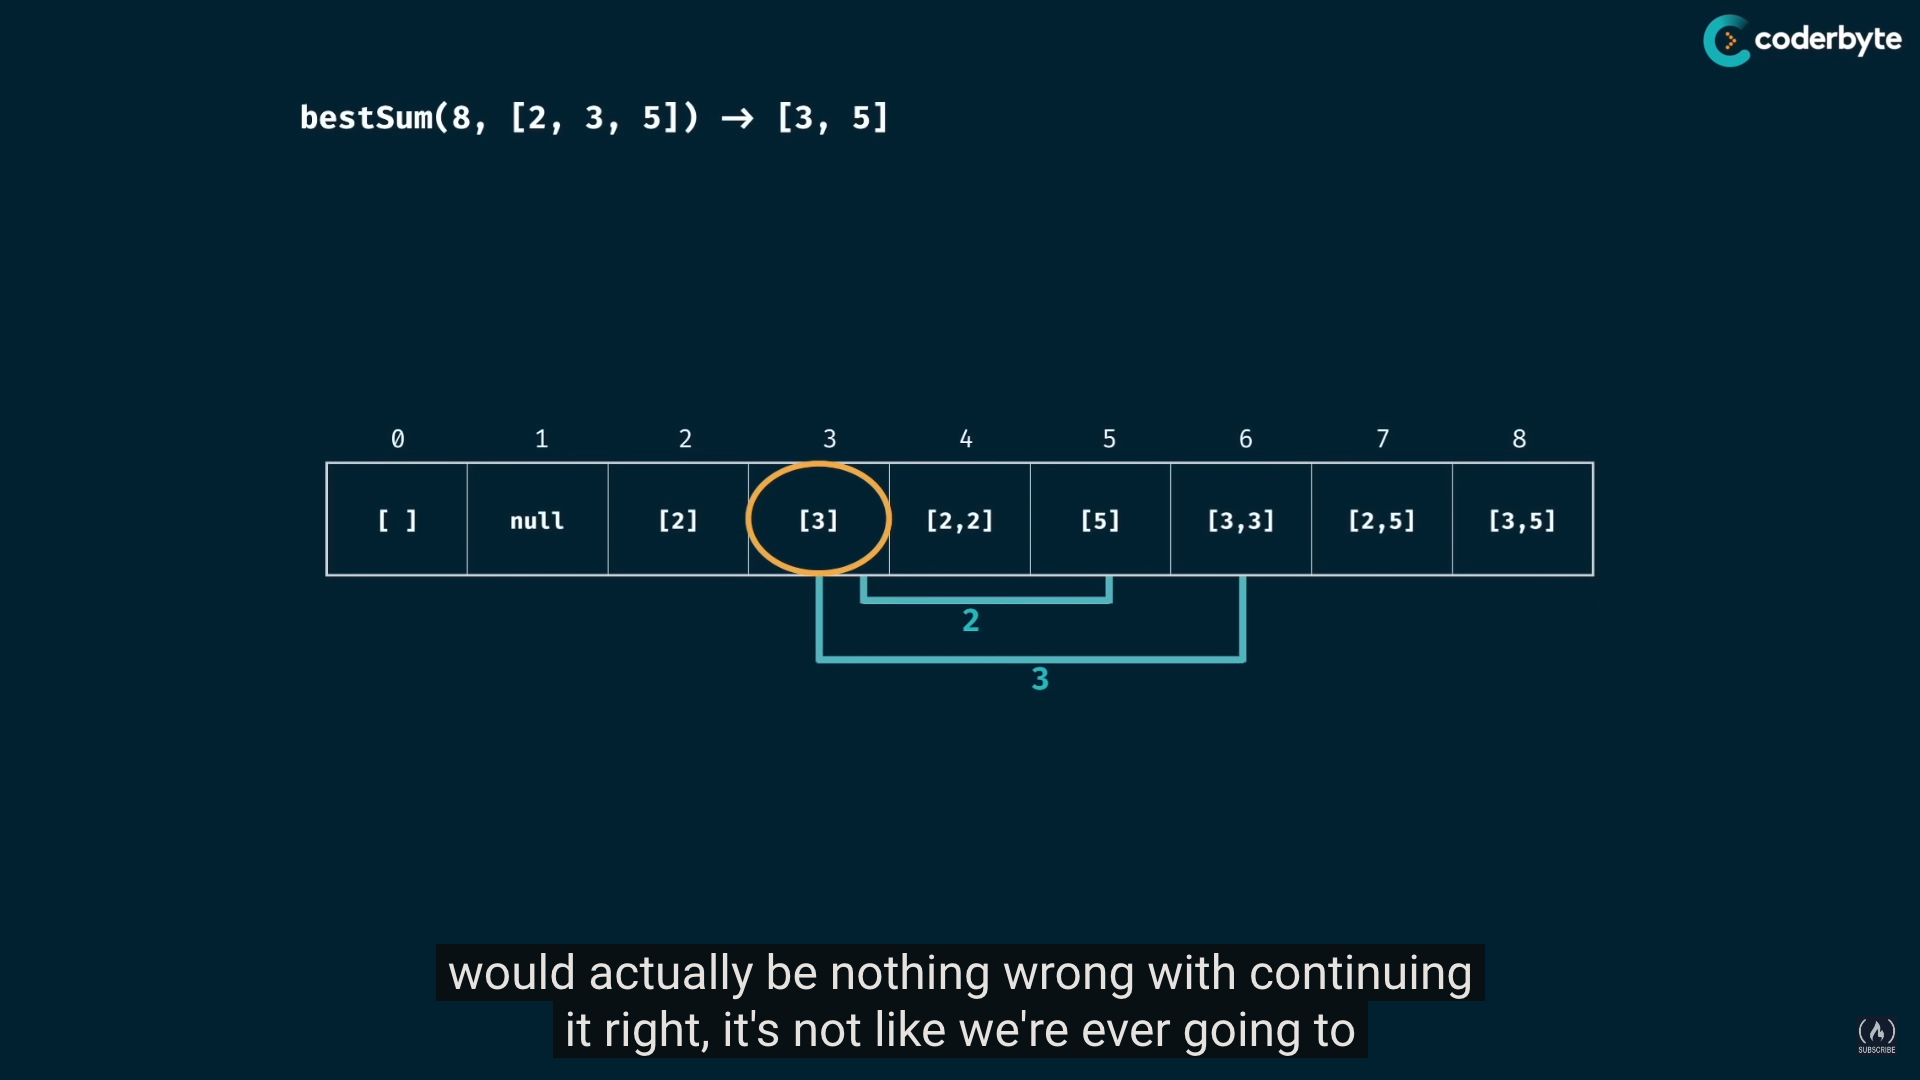 coderbyte
bestSum(8, [2, 3, 5]) → [3, 5]
0 1 2 3 4 5 6 7 8
[ ] null [2] [3] [2,2] [5] [3,3] [2,5] [3,5]
2
3
would actually be nothing wrong with continuing
it right, it's not like we're ever going to
SUBSCRIBE